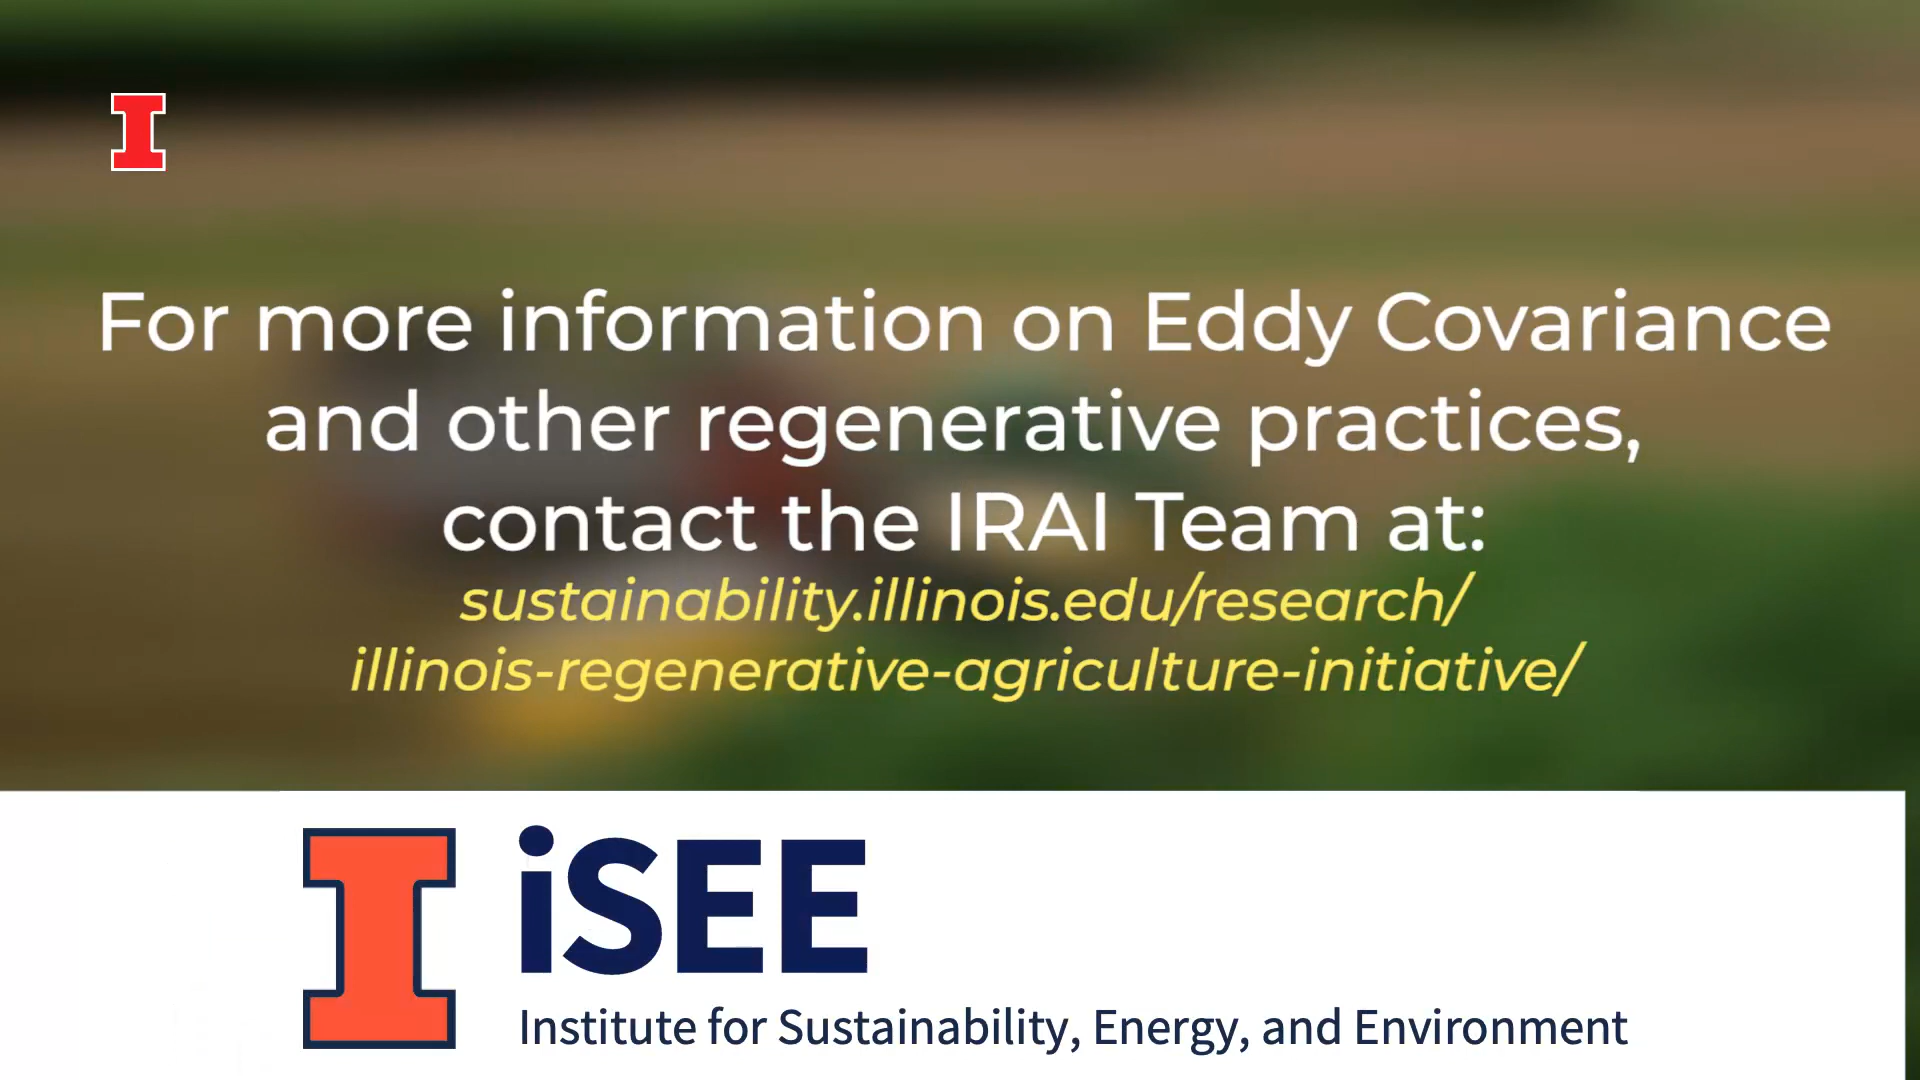 I
For more information on Eddy Covariance
and other regenerative practices,
contact the IRAI Team at:
sustainability.illinois.edu/research/
illinois-regenerative-agriculture-initiative/
I iSEE
Institute for Sustainability, Energy, and Environment